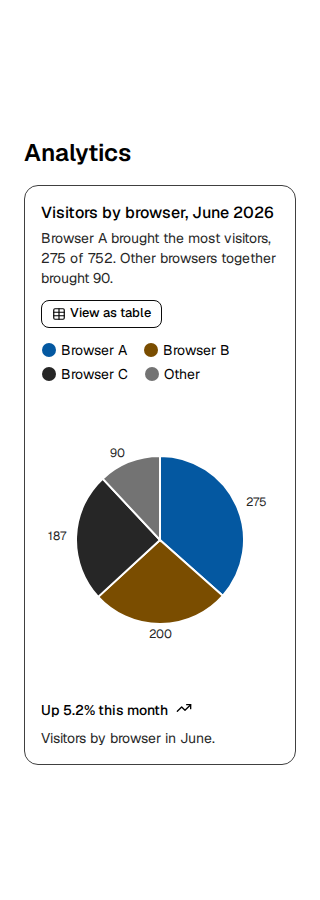 Analytics
Visitors by browser, June 2026
Browser A brought the most visitors,
275 of 752. Other browsers together
brought 90.
View as table
Browser A
Browser B
Browser C
Other
90
275
187
200
Up 5.2% this month
Visitors by browser in June.